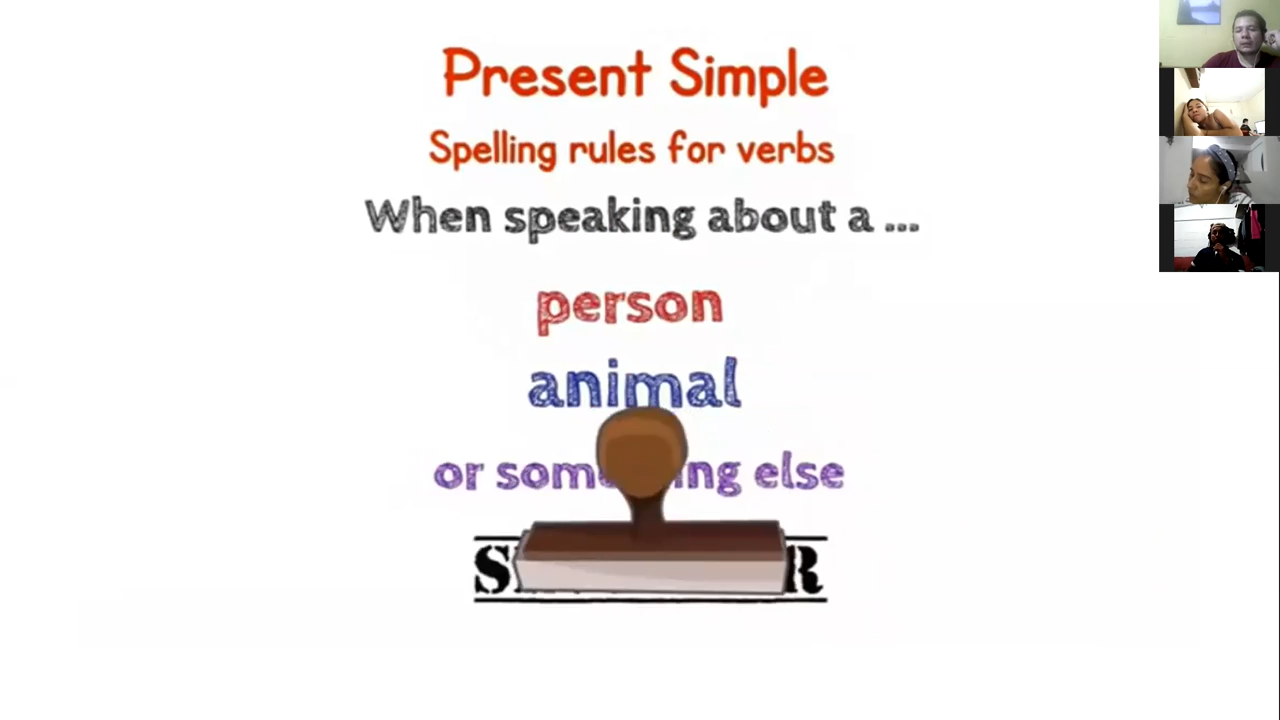 Present Simple
Spelling rules for verbs
When speaking about a ...
person
animal
or else